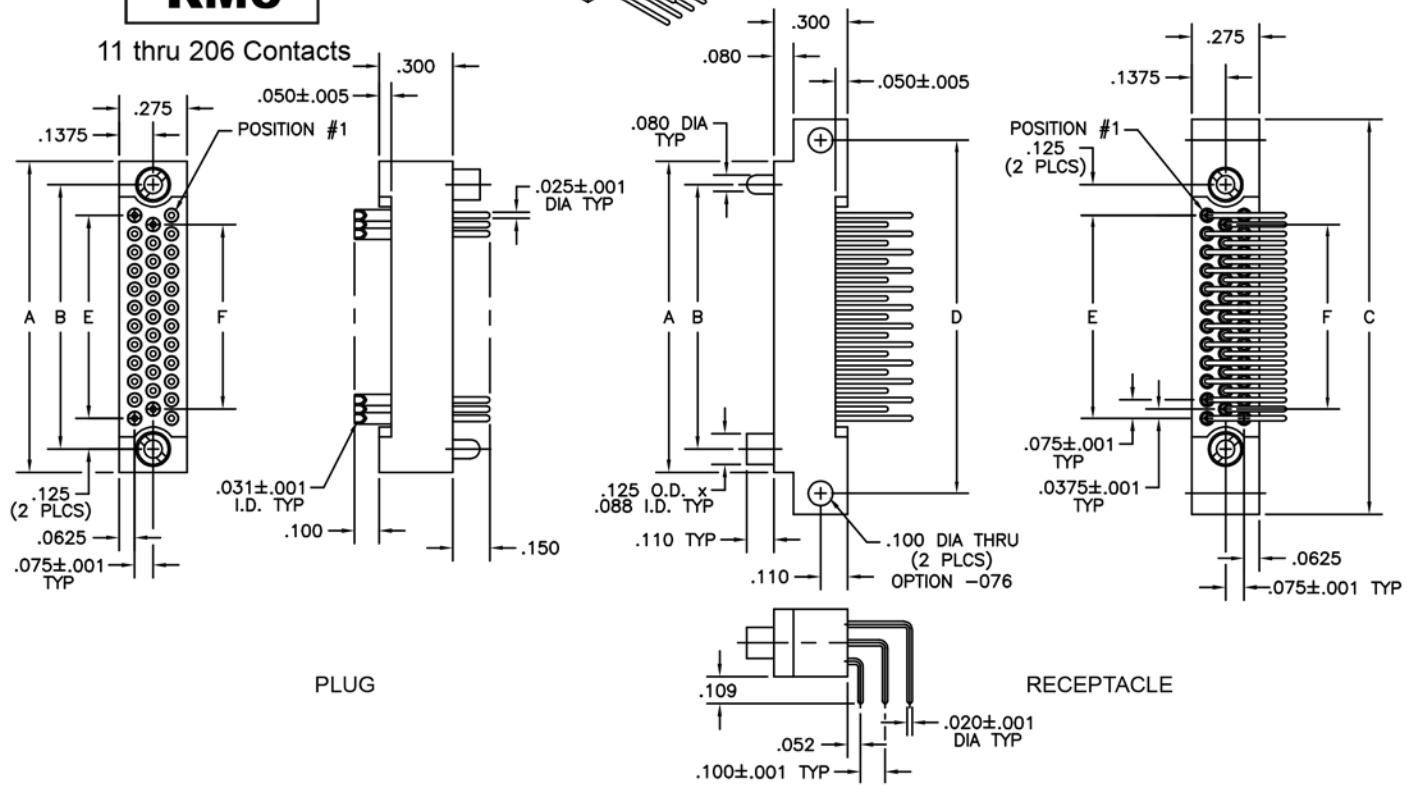 RMC
11 thru 206 Contacts
.275
.1375
POSITION #1
A
B
E
F
.125
(2 PLCS)
.0625
.075±.001
TYP
.300
.050±.005
.025±.001
DIA TYP
.031±.001
I.D. TYP
.100
.150
PLUG
.300
.080
.050±.005
.080 DIA
TYP
A
B
D
.125 O.D. x
.088 I.D. TYP
.110 TYP
.110
.100 DIA THRU
(2 PLCS)
OPTION -076
.109
.052
.100±.001 TYP
.020±.001
DIA TYP
.275
.1375
POSITION #1
.125
(2 PLCS)
E
F
C
.075±.001
TYP
.0375±.001
TYP
.0625
.075±.001 TYP
RECEPTACLE